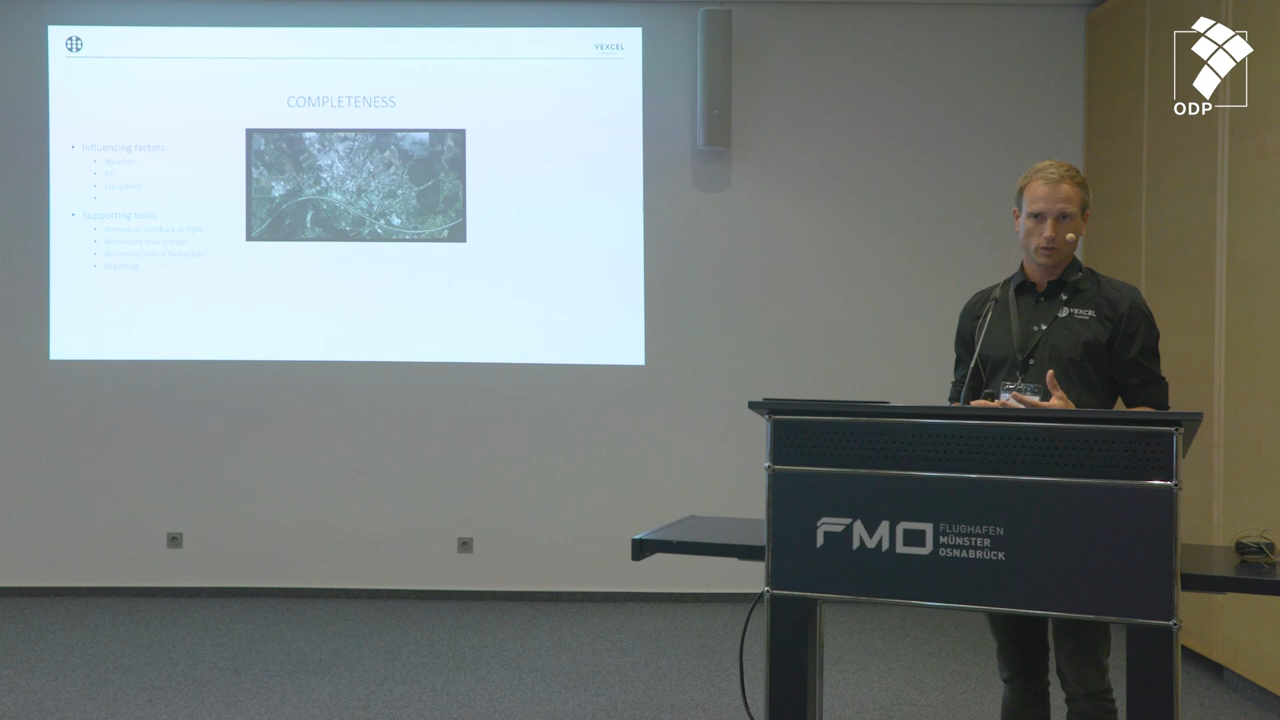 VEXCEL
COMPLETENESS
• Influencing factors
• Weather
• ATC
• Equipment
• Supporting tools
• Immediate feedback in flight
• Redundant data storage
• Reconstruction of faulty data
• Reporting
ODP
VEXCEL
FMO
FLUGHAFEN
MÜNSTER
OSNABRÜCK